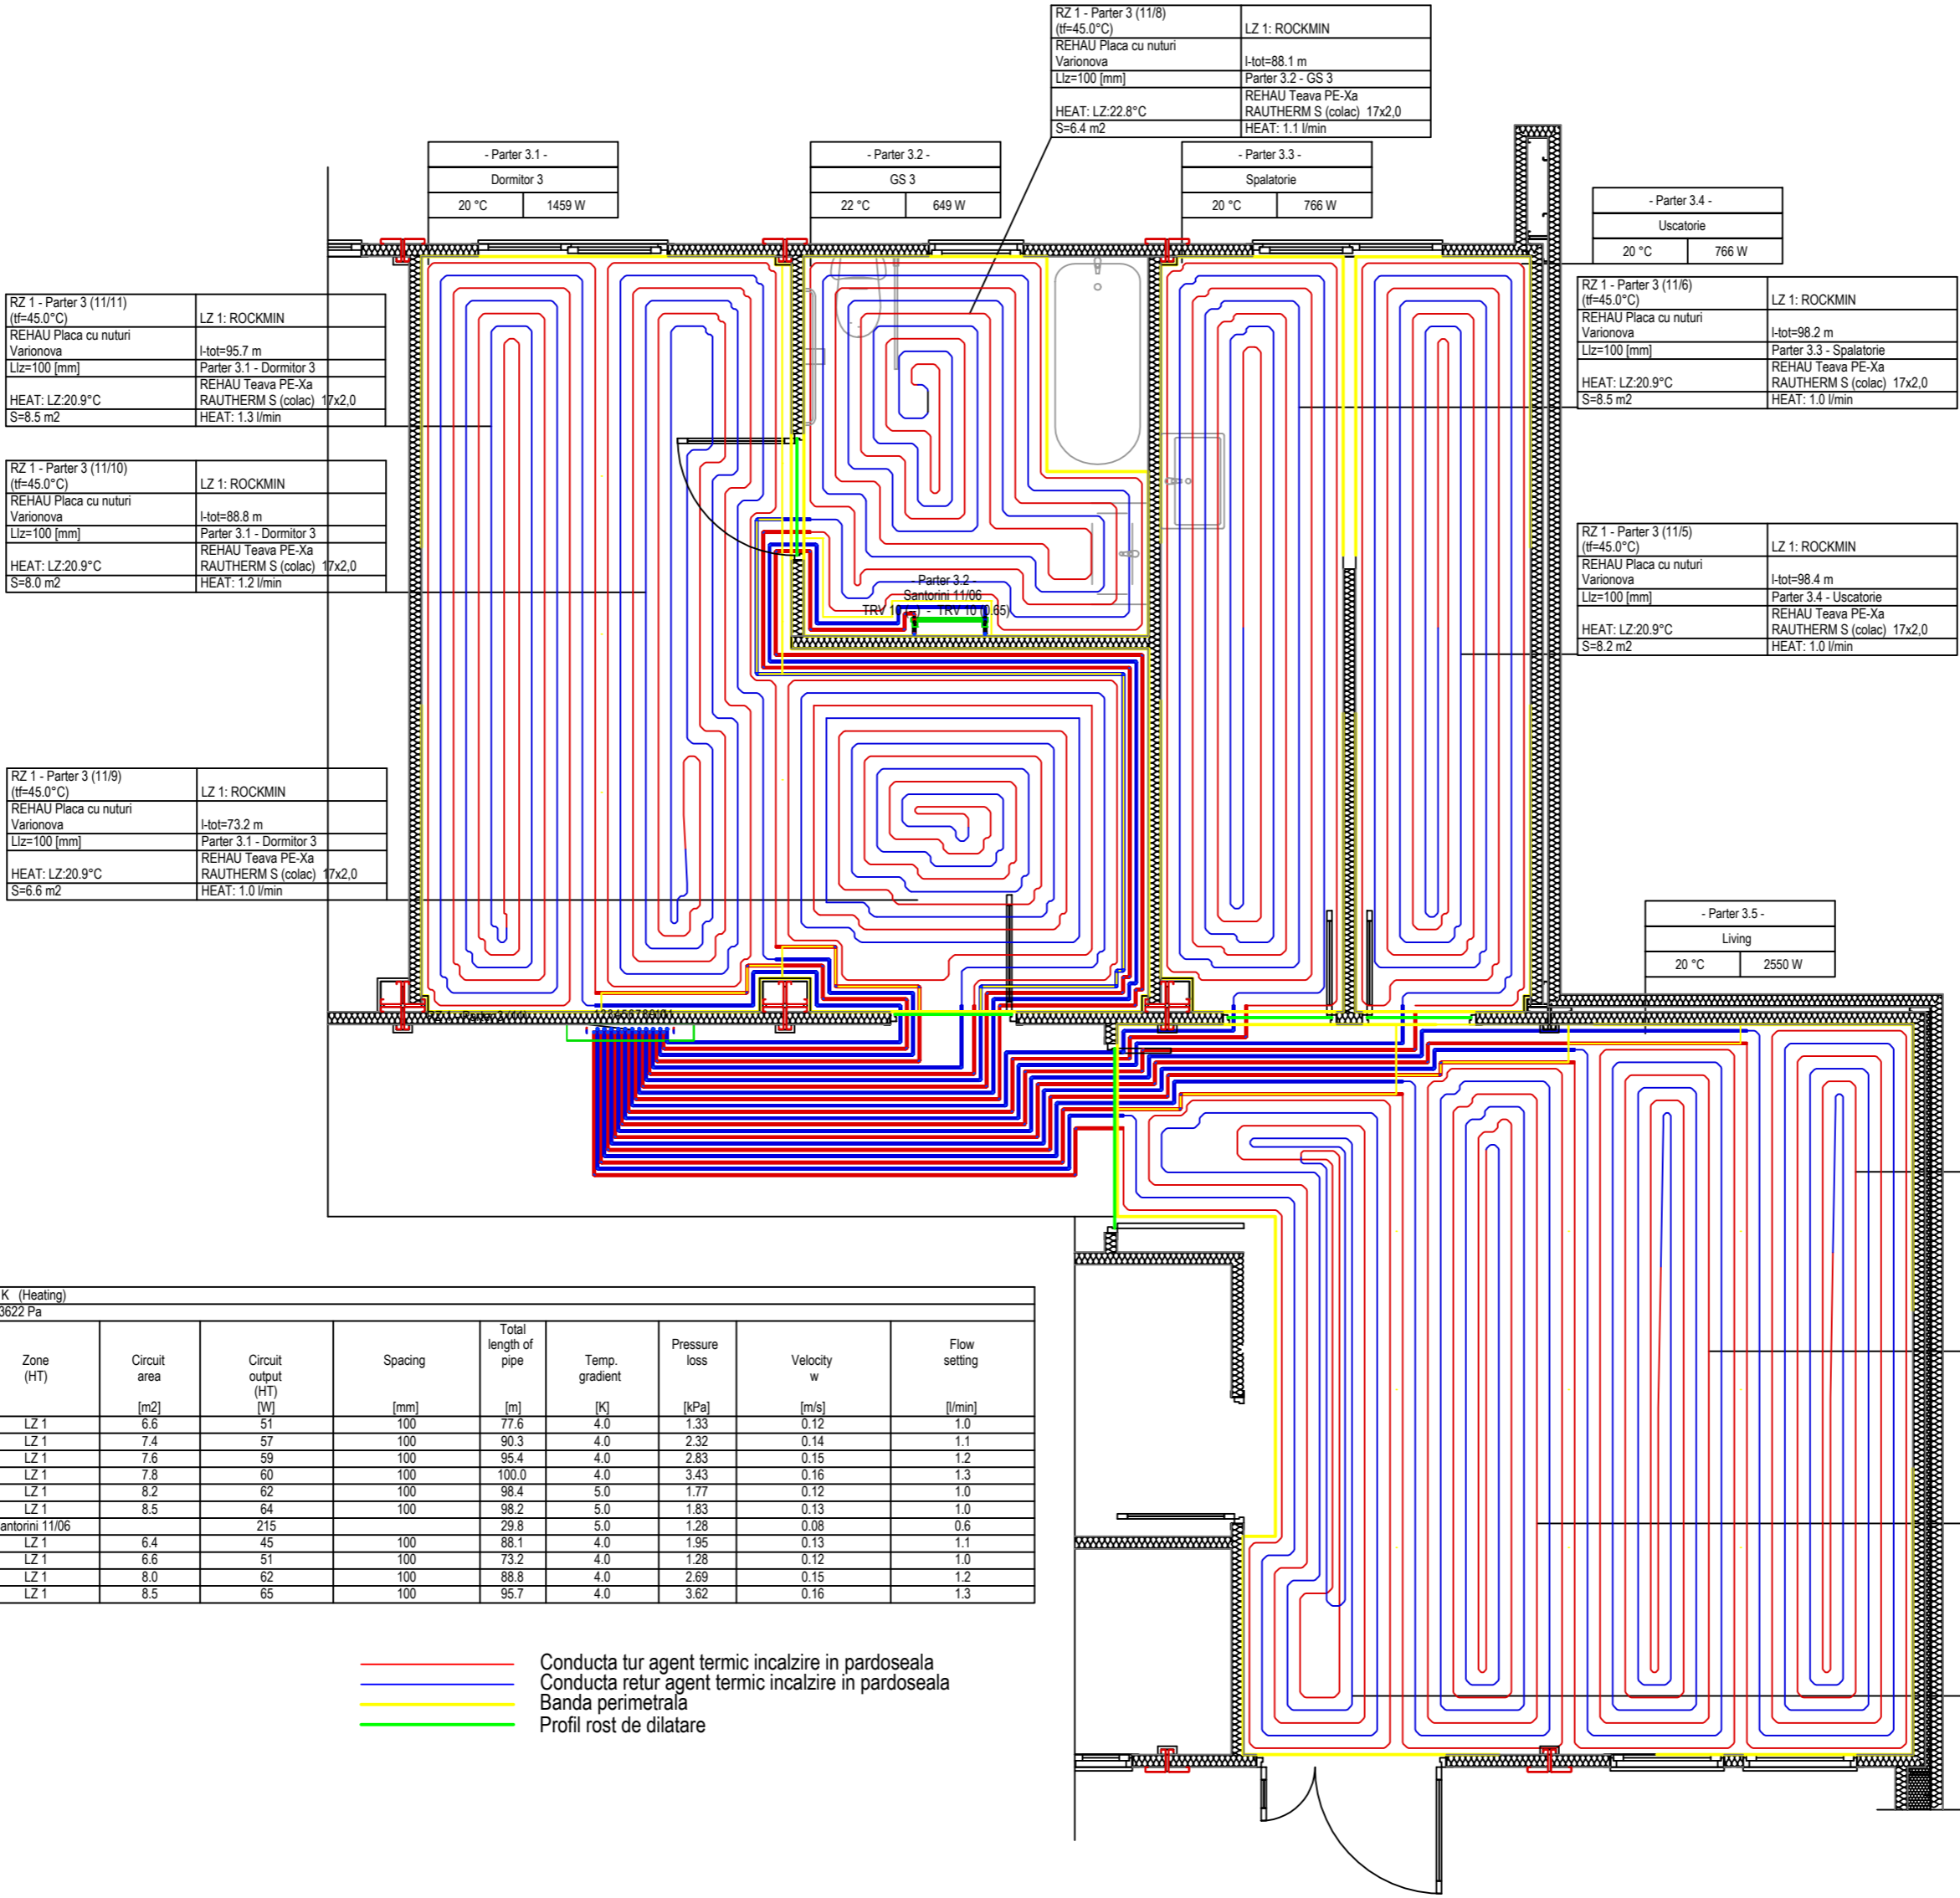 RZ 1 - Parter 3 (11/8)
(tf=45.0°C) LZ 1: ROCKMIN
REHAU Placa cu nuturi
Varionova l-tot=88.1 m
Llz=100 [mm] Parter 3.2 - GS 3
REHAU Teava PE-Xa
HEAT: LZ:22.8°C RAUTHERM S (colac) 17x2,0
S=6.4 m2 HEAT: 1.1 l/min
- Parter 3.1 -
Dormitor 3
20 °C 1459 W
- Parter 3.2 -
GS 3
22 °C 649 W
- Parter 3.3 -
Spalatorie
20 °C 766 W
- Parter 3.4 -
Uscatorie
20 °C 766 W
RZ 1 - Parter 3 (11/11)
(tf=45.0°C) LZ 1: ROCKMIN
REHAU Placa cu nuturi
Varionova l-tot=95.7 m
Llz=100 [mm] Parter 3.1 - Dormitor 3
REHAU Teava PE-Xa
HEAT: LZ:20.9°C RAUTHERM S (colac) 17x2,0
S=8.5 m2 HEAT: 1.3 l/min
RZ 1 - Parter 3 (11/6)
(tf=45.0°C) LZ 1: ROCKMIN
REHAU Placa cu nuturi
Varionova l-tot=98.2 m
Llz=100 [mm] Parter 3.3 - Spalatorie
REHAU Teava PE-Xa
HEAT: LZ:20.9°C RAUTHERM S (colac) 17x2,0
S=8.5 m2 HEAT: 1.0 l/min
RZ 1 - Parter 3 (11/10)
(tf=45.0°C) LZ 1: ROCKMIN
REHAU Placa cu nuturi
Varionova l-tot=88.8 m
Llz=100 [mm] Parter 3.1 - Dormitor 3
REHAU Teava PE-Xa
HEAT: LZ:20.9°C RAUTHERM S (colac) 17x2,0
S=8.0 m2 HEAT: 1.2 l/min
RZ 1 - Parter 3 (11/5)
(tf=45.0°C) LZ 1: ROCKMIN
REHAU Placa cu nuturi
Varionova l-tot=98.4 m
Llz=100 [mm] Parter 3.4 - Uscatorie
REHAU Teava PE-Xa
HEAT: LZ:20.9°C RAUTHERM S (colac) 17x2,0
S=8.2 m2 HEAT: 1.0 l/min
- Parter 3.2 -
Santorini 11/06
TRV 10 - TRV 10 (0.65)
RZ 1 - Parter 3 (11/9)
(tf=45.0°C) LZ 1: ROCKMIN
REHAU Placa cu nuturi
Varionova l-tot=73.2 m
Llz=100 [mm] Parter 3.1 - Dormitor 3
REHAU Teava PE-Xa
HEAT: LZ:20.9°C RAUTHERM S (colac) 17x2,0
S=6.6 m2 HEAT: 1.0 l/min
- Parter 3.5 -
Living
20 °C 2550 W
RZ 1 - Parter 3 (11) 1234567891011
K (Heating)
3622 Pa
Total
length of Pressure Flow
Zone Circuit Circuit Spacing pipe Temp. loss Velocity setting
(HT) area output gradient w
(HT)
[m2] [W] [mm] [m] [K] [kPa] [m/s] [l/min]
LZ 1 6.6 51 100 77.6 4.0 1.33 0.12 1.0
LZ 1 7.4 57 100 90.3 4.0 2.32 0.14 1.1
LZ 1 7.6 59 100 95.4 4.0 2.83 0.15 1.2
LZ 1 7.8 60 100 100.0 4.0 3.43 0.16 1.3
LZ 1 8.2 62 100 98.4 5.0 1.77 0.12 1.0
LZ 1 8.5 64 100 98.2 5.0 1.83 0.13 1.0
antorini 11/06 215 29.8 5.0 1.28 0.08 0.6
LZ 1 6.4 45 100 88.1 4.0 1.95 0.13 1.1
LZ 1 6.6 51 100 73.2 4.0 1.28 0.12 1.0
LZ 1 8.0 62 100 88.8 4.0 2.69 0.15 1.2
LZ 1 8.5 65 100 95.7 4.0 3.62 0.16 1.3
Conducta tur agent termic incalzire in pardoseala
Conducta retur agent termic incalzire in pardoseala
Banda perimetrala
Profil rost de dilatare